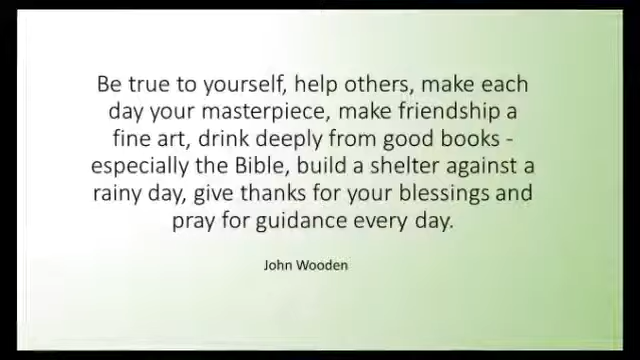 Be true to yourself, help others, make each
day your masterpiece, make friendship a
fine art, drink deeply from good books -
especially the Bible, build a shelter against a
rainy day, give thanks for your blessings and
pray for guidance every day.
John Wooden